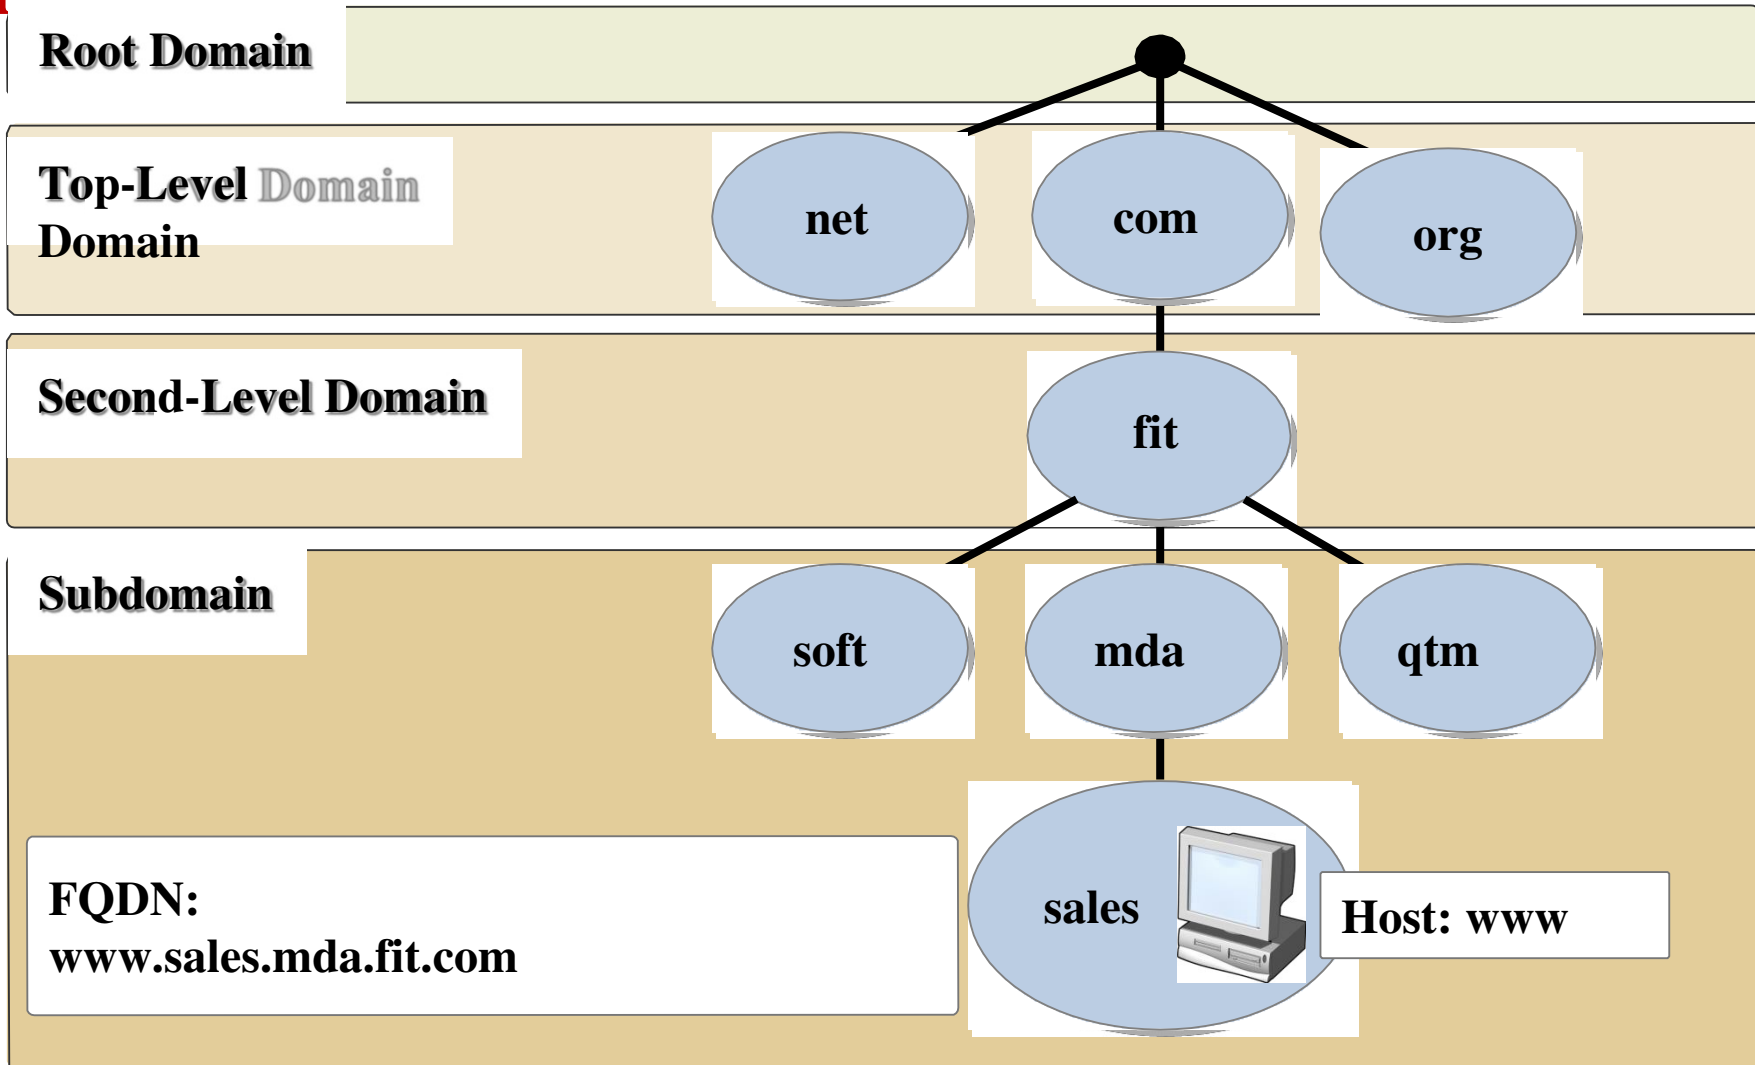 Root Domain
Top-Level Domain
Domain
net
com
org
Second-Level Domain
fit
Subdomain
soft
mda
qtm
sales
FQDN:
www.sales.mda.fit.com
Host: www